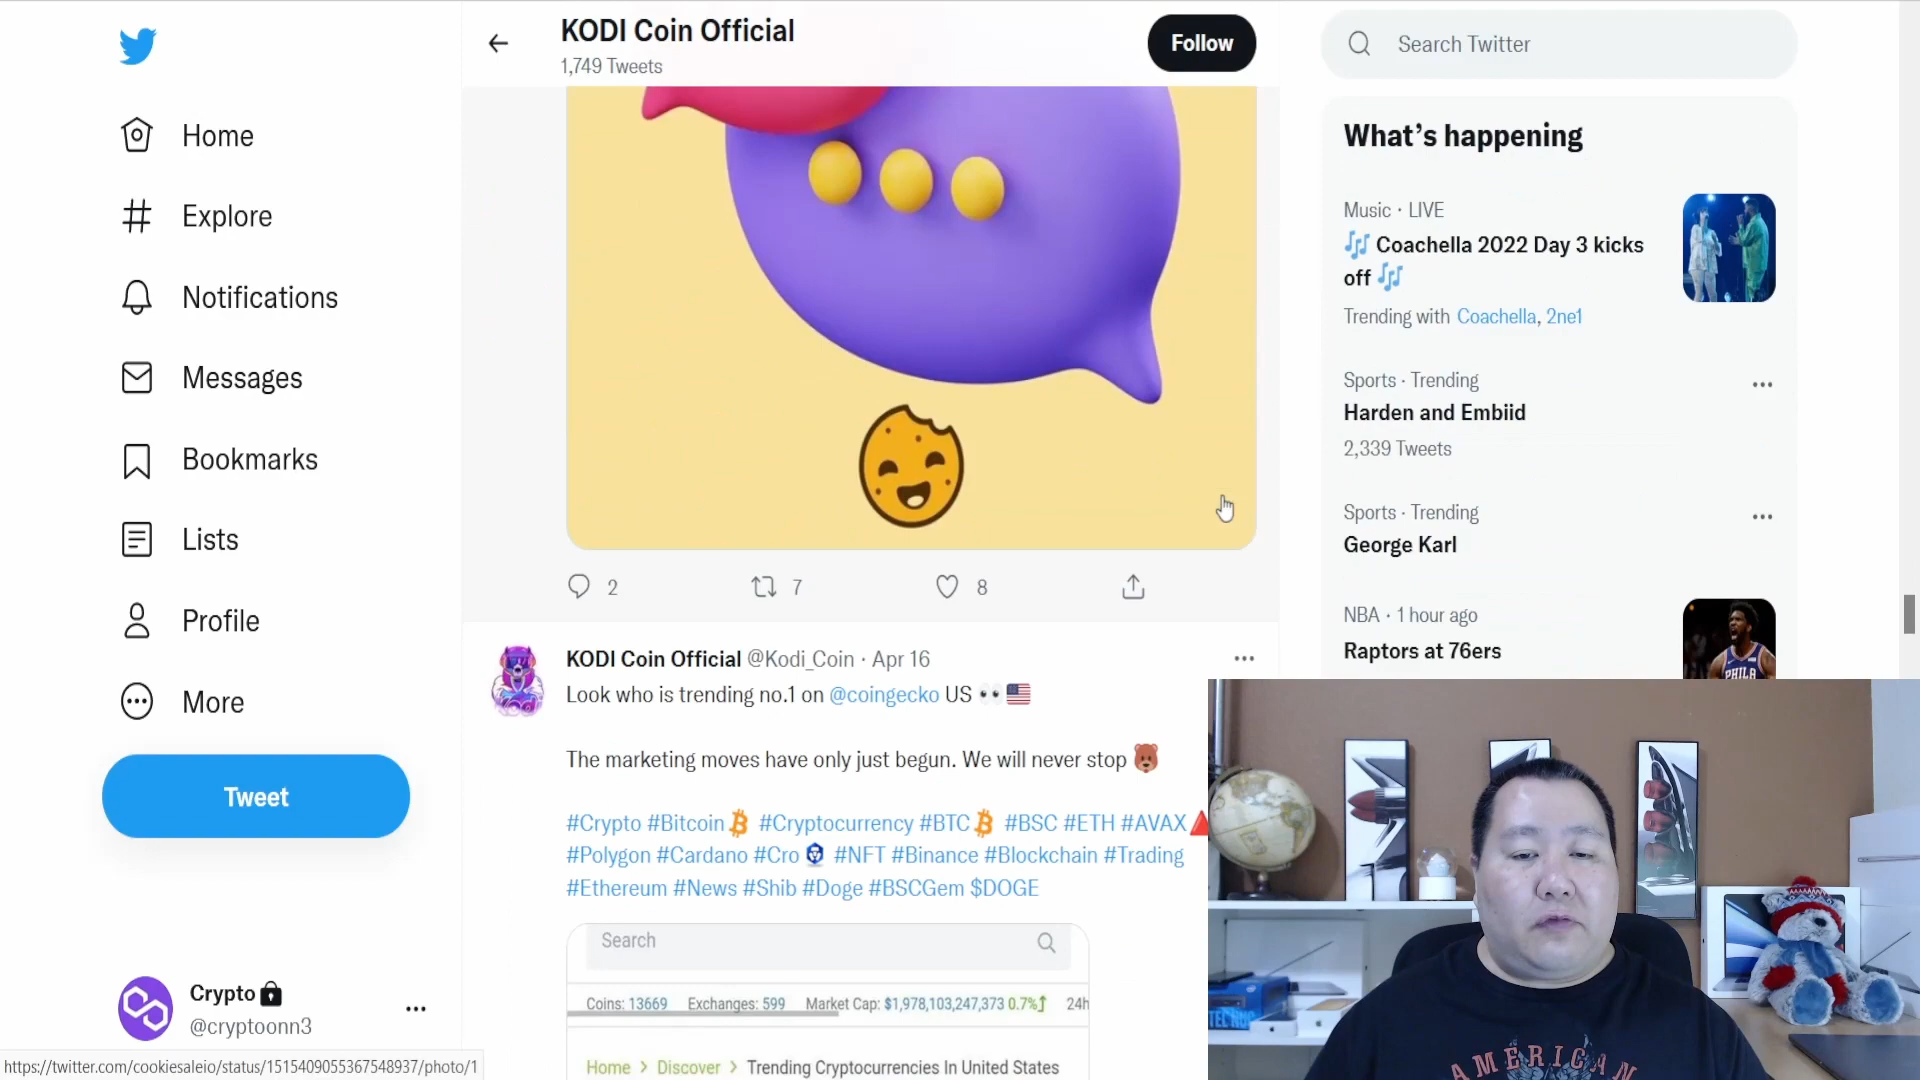 KODI Coin Official
1,749 Tweets
Follow
Search Twitter
Home
Explore
Notifications
Messages
Bookmarks
Lists
Profile
More
Tweet
Crypto
@cryptoonn3
2
7
8
KODI Coin Official @Kodi_Coin · Apr 16
Look who is trending no.1 on @coingecko US 👀🇺🇸
The marketing moves have only just begun. We will never stop 🐻
#Crypto #Bitcoin #Cryptocurrency #BTC #BSC #ETH #AVAX
#Polygon #Cardano #Cro #NFT #Binance #Blockchain #Trading
#Ethereum #News #Shib #Doge #BSCGem $DOGE
Search
Coins: 13669 Exchanges: 599 Market Cap: $1,978,103,247,373 0.7% 24h
Home > Discover > Trending Cryptocurrencies In United States
What's happening
Music · LIVE
🎶 Coachella 2022 Day 3 kicks
off 🎶
Trending with Coachella, 2ne1
Sports · Trending
Harden and Embiid
2,339 Tweets
Sports · Trending
George Karl
NBA · 1 hour ago
Raptors at 76ers
PHILA
AMERICAN
https://twitter.com/cookiesaleio/status/1515409055367548937/photo/1